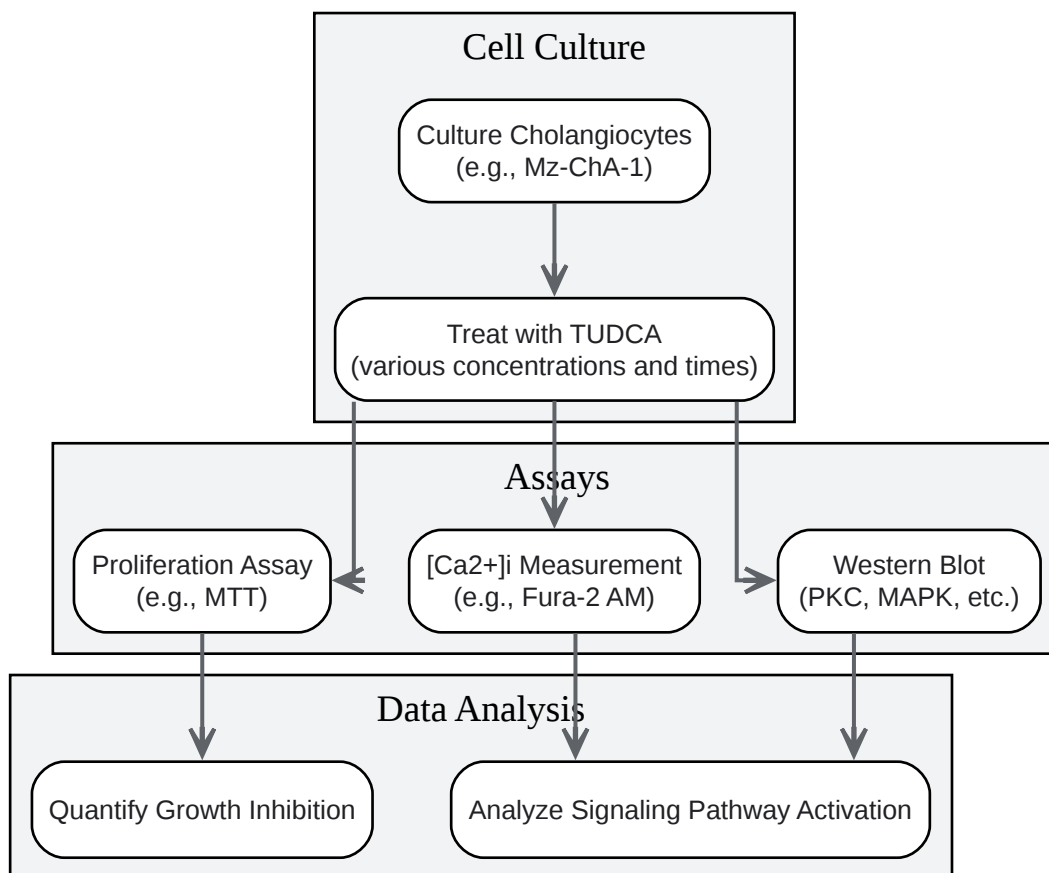 Cell Culture
Culture Cholangiocytes
(e.g., Mz-ChA-1)
Treat with TUDCA
(various concentrations and times)
Assays
Proliferation Assay
(e.g., MTT)
[Ca2+]i Measurement
(e.g., Fura-2 AM)
Western Blot
(PKC, MAPK, etc.)
Data Analysis
Quantify Growth Inhibition
Analyze Signaling Pathway Activation